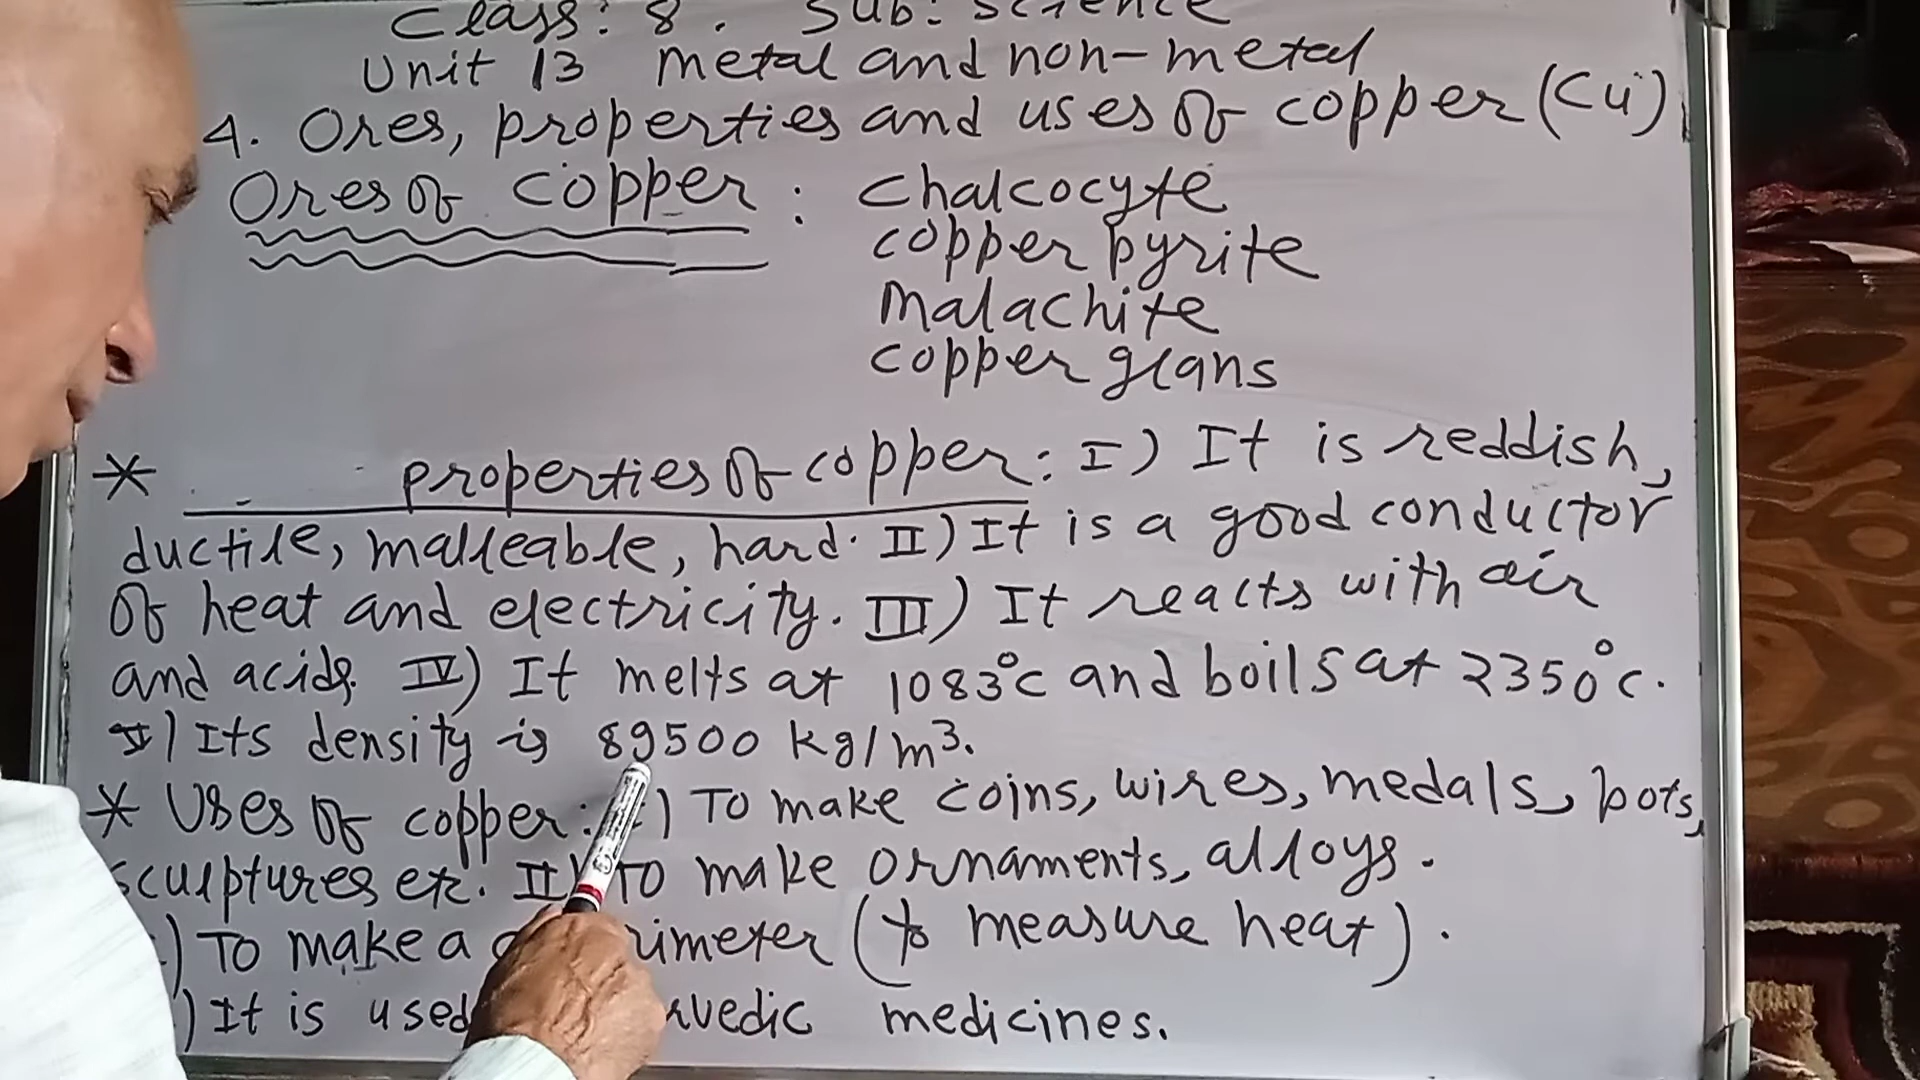 Class: 8. Sub: Science
Unit 13 metal and non-metal
4. Ores, properties and uses of copper (Cu)
Ores of copper : chalcocyte
copper pyrite
Malachite
copper glans
* properties of copper: I) It is reddish,
ductile, malleable, hard. II) It is a good conductor
of heat and electricity. III) It reacts with air
and acids. IV) It melts at 1083°c and boils at 2350°c.
V) Its density is 89500 kg/m³.
* Uses of copper: I) To make coins, wires, medals, pots,
sculptures etc. II) To make ornaments, alloys.
) To make a (to measure heat).
) It is used medicines.